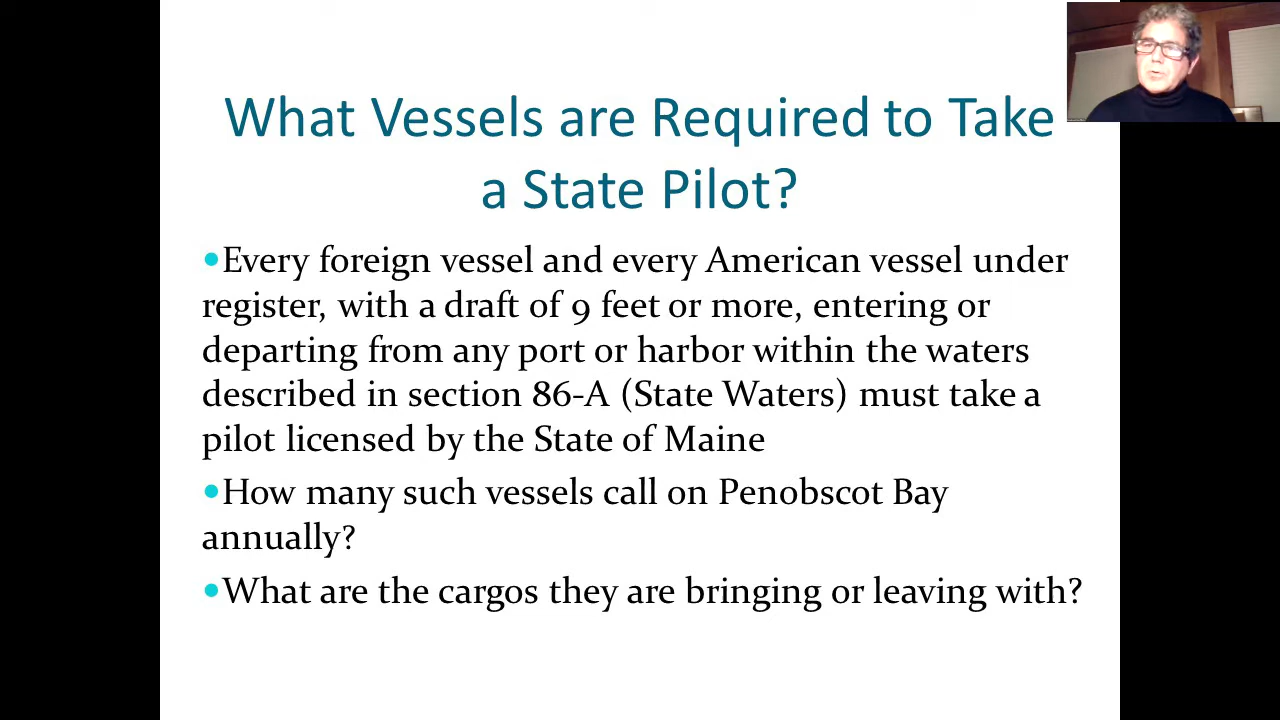 What Vessels are Required to Take
a State Pilot?
•Every foreign vessel and every American vessel under
register, with a draft of 9 feet or more, entering or
departing from any port or harbor within the waters
described in section 86-A (State Waters) must take a
pilot licensed by the State of Maine
•How many such vessels call on Penobscot Bay
annually?
•What are the cargos they are bringing or leaving with?